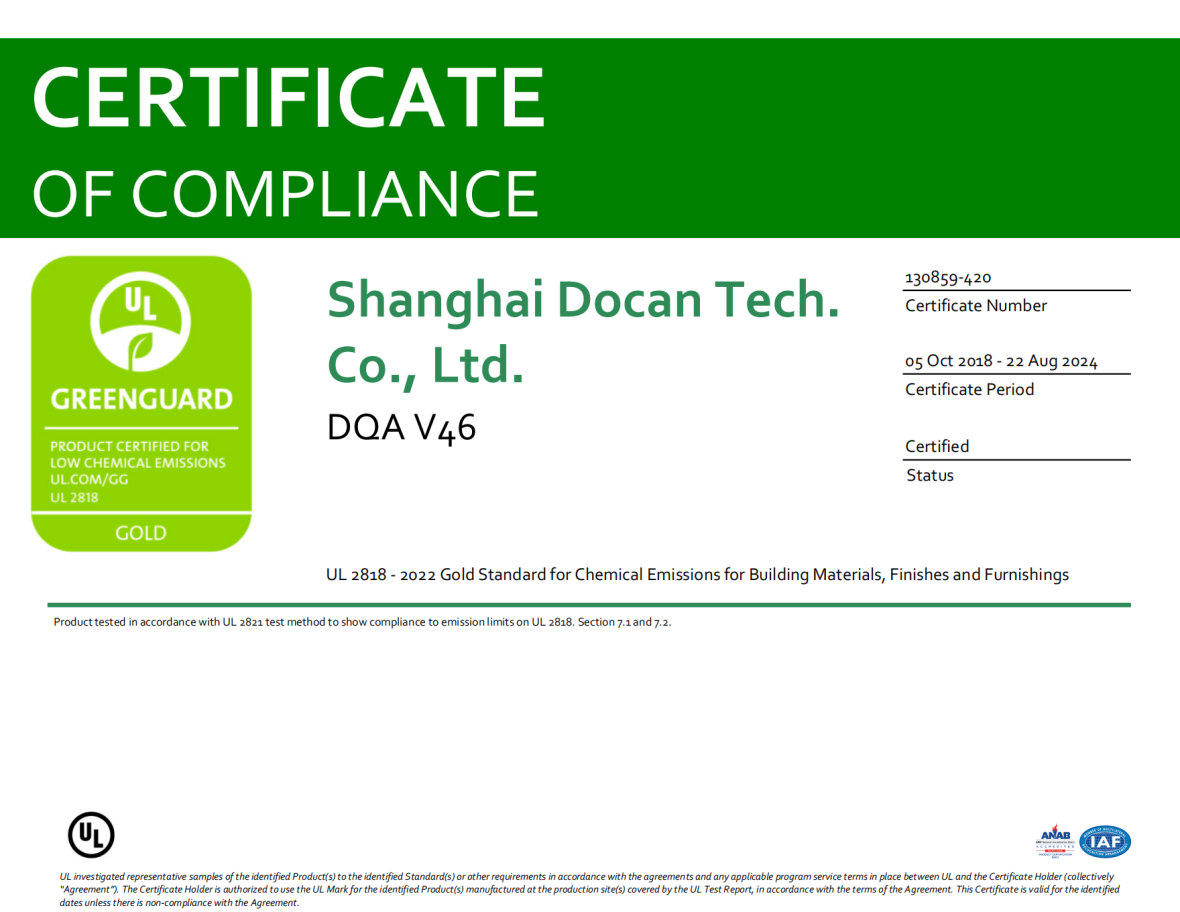 CERTIFICATE
OF COMPLIANCE
UL
GREENGUARD
PRODUCT CERTIFIED FOR
LOW CHEMICAL EMISSIONS
UL.COM/GG
UL 2818
GOLD
Shanghai Docan Tech.
Co., Ltd.
DQA V46
130859-420
Certificate Number
05 Oct 2018 - 22 Aug 2024
Certificate Period
Certified
Status
UL 2818 - 2022 Gold Standard for Chemical Emissions for Building Materials, Finishes and Furnishings
Product tested in accordance with UL 2821 test method to show compliance to emission limits on UL 2818. Section 7.1 and 7.2.
UL
ANAB
ACCREDITED
IAF
UL investigated representative samples of the identified Product(s) to the identified Standard(s) or other requirements in accordance with the agreements and any applicable program service terms in place between UL and the Certificate Holder (collectively
"Agreement"). The Certificate Holder is authorized to use the UL Mark for the identified Product(s) manufactured at the production site(s) covered by the UL Test Report, in accordance with the terms of the Agreement. This Certificate is valid for the identified
dates unless there is non-compliance with the Agreement.